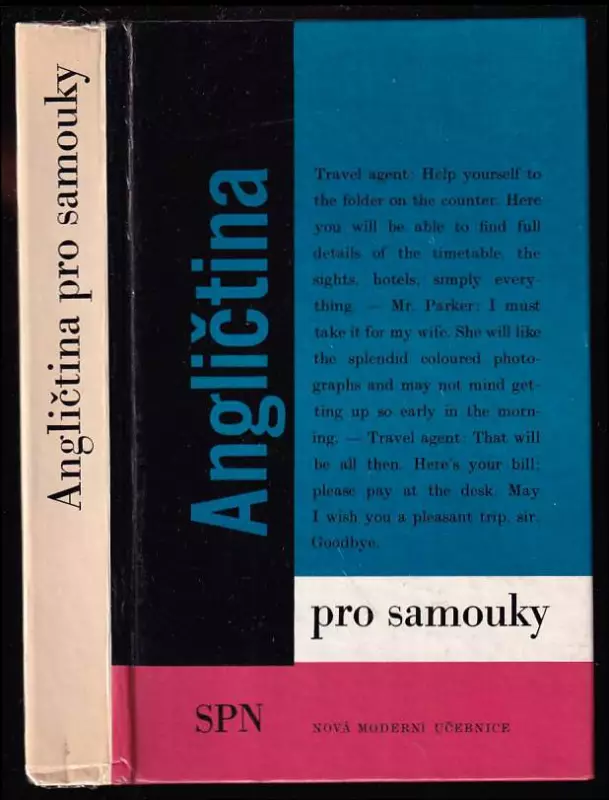 Angličtina pro samouky
Angličtina
Travel agent: Help yourself to
the folder on the counter. Here
you will be able to find full
details of the timetable, the
sights, hotels, simply every-
thing. — Mr. Parker: I must
take it for my wife. She will like
the splendid coloured photo-
graphs and may not mind get-
ting up so early in the morn-
ing. — Travel agent: That will
be all then. Here's your bill;
please pay at the desk. May
I wish you a pleasant trip, sir.
Goodbye.
pro samouky
SPN
NOVÁ MODERNÍ UČEBNICE